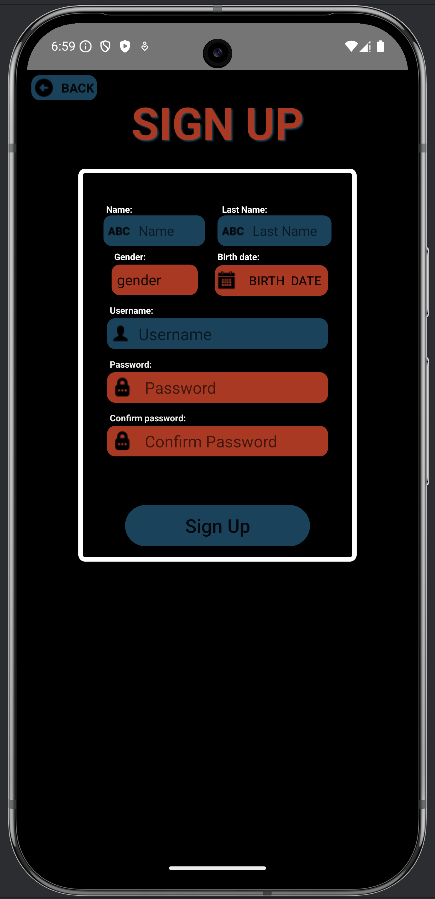 6:59
BACK
SIGN UP
Name: Last Name:
ABC Name ABC Last Name
Gender: Birth date:
gender BIRTH DATE
Username:
Username
Password:
Password
Confirm password:
Confirm Password
Sign Up